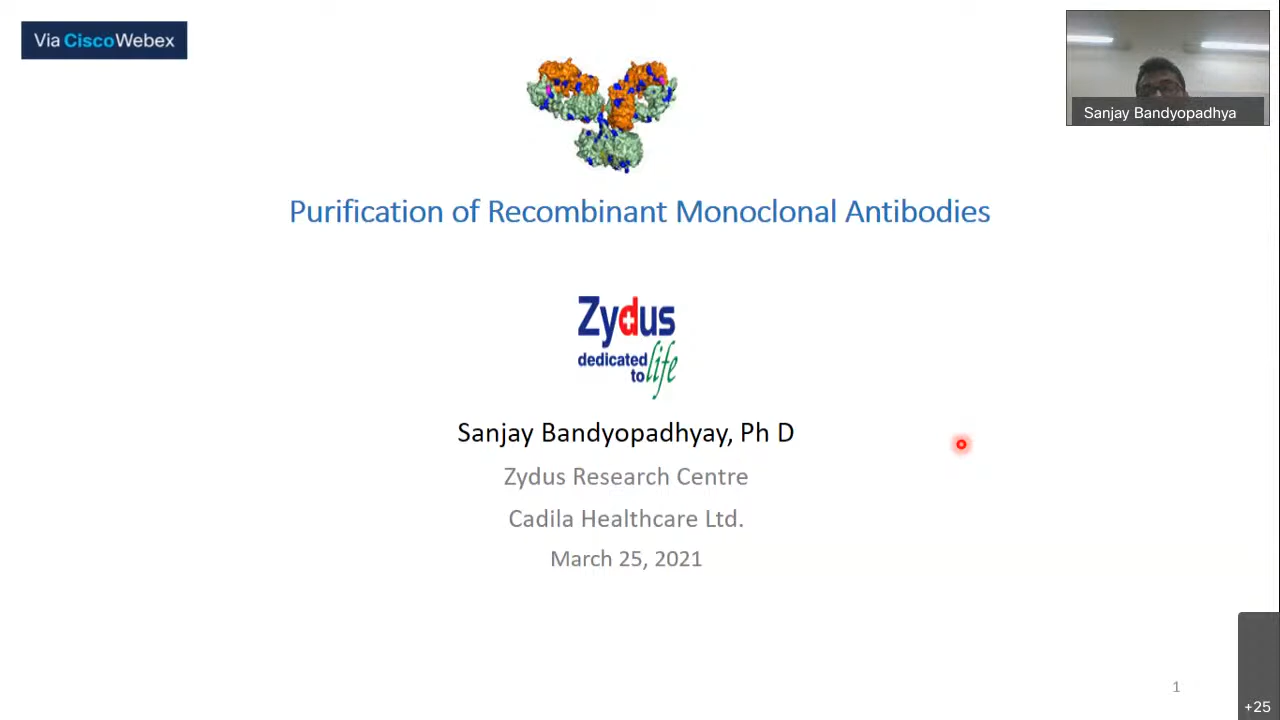 Via CiscoWebex
Sanjay Bandyopadhya
Purification of Recombinant Monoclonal Antibodies
Zydus
dedicated
to life
Sanjay Bandyopadhyay, Ph D
Zydus Research Centre
Cadila Healthcare Ltd.
March 25, 2021
1
+25